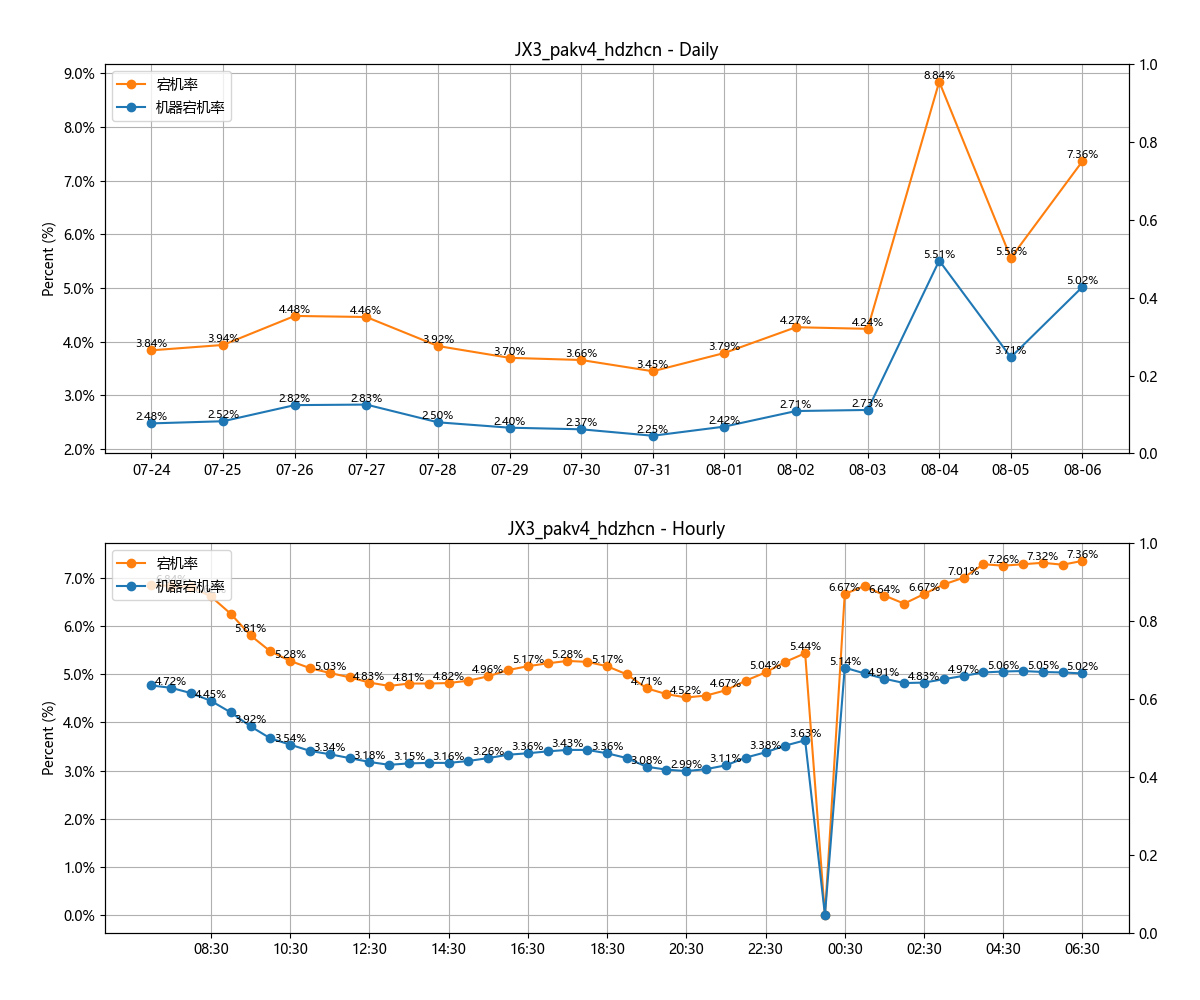 JX3_pakv4_hdzhcn - Daily
宕机率
机器宕机率
Percent (%)
9.0%
8.0%
7.0%
6.0%
5.0%
4.0%
3.0%
2.0%
1.0
0.8
0.6
0.4
0.2
0.0
3.84% 3.94% 4.48% 4.46% 3.92% 3.70% 3.66% 3.45% 3.79% 4.27% 4.24% 8.84% 5.56% 7.36%
2.48% 2.52% 2.82% 2.83% 2.50% 2.40% 2.37% 2.25% 2.42% 2.71% 2.73% 5.51% 3.71% 5.02%
07-24 07-25 07-26 07-27 07-28 07-29 07-30 07-31 08-01 08-02 08-03 08-04 08-05 08-06
JX3_pakv4_hdzhcn - Hourly
宕机率
机器宕机率
Percent (%)
7.0%
6.0%
5.0%
4.0%
3.0%
2.0%
1.0%
0.0%
1.0
0.8
0.6
0.4
0.2
0.0
5.81% 5.28% 5.03% 4.83% 4.81% 4.82% 4.96% 5.17% 5.28% 5.17% 4.71% 4.52% 4.67% 5.04% 5.44% 6.67% 6.64% 6.67% 7.01% 7.26% 7.32% 7.36%
4.72% 4.45% 3.92% 3.54% 3.34% 3.18% 3.15% 3.16% 3.26% 3.36% 3.43% 3.36% 3.08% 2.99% 3.11% 3.38% 3.63% 5.14% 4.91% 4.83% 4.97% 5.06% 5.05% 5.02%
08:30 10:30 12:30 14:30 16:30 18:30 20:30 22:30 00:30 02:30 04:30 06:30